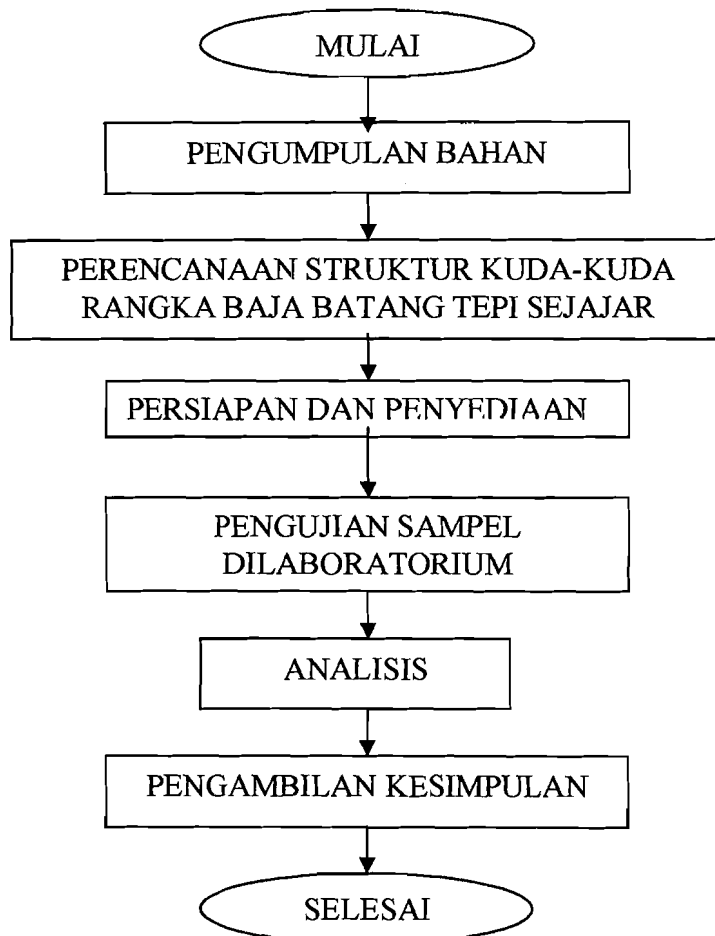 MULAI
PENGUMPULAN BAHAN
PERENCANAAN STRUKTUR KUDA-KUDA
RANGKA BAJA BATANG TEPI SEJAJAR
PERSIAPAN DAN PENYEDIAAN
PENGUJIAN SAMPEL
DILABORATORIUM
ANALISIS
PENGAMBILAN KESIMPULAN
SELESAI